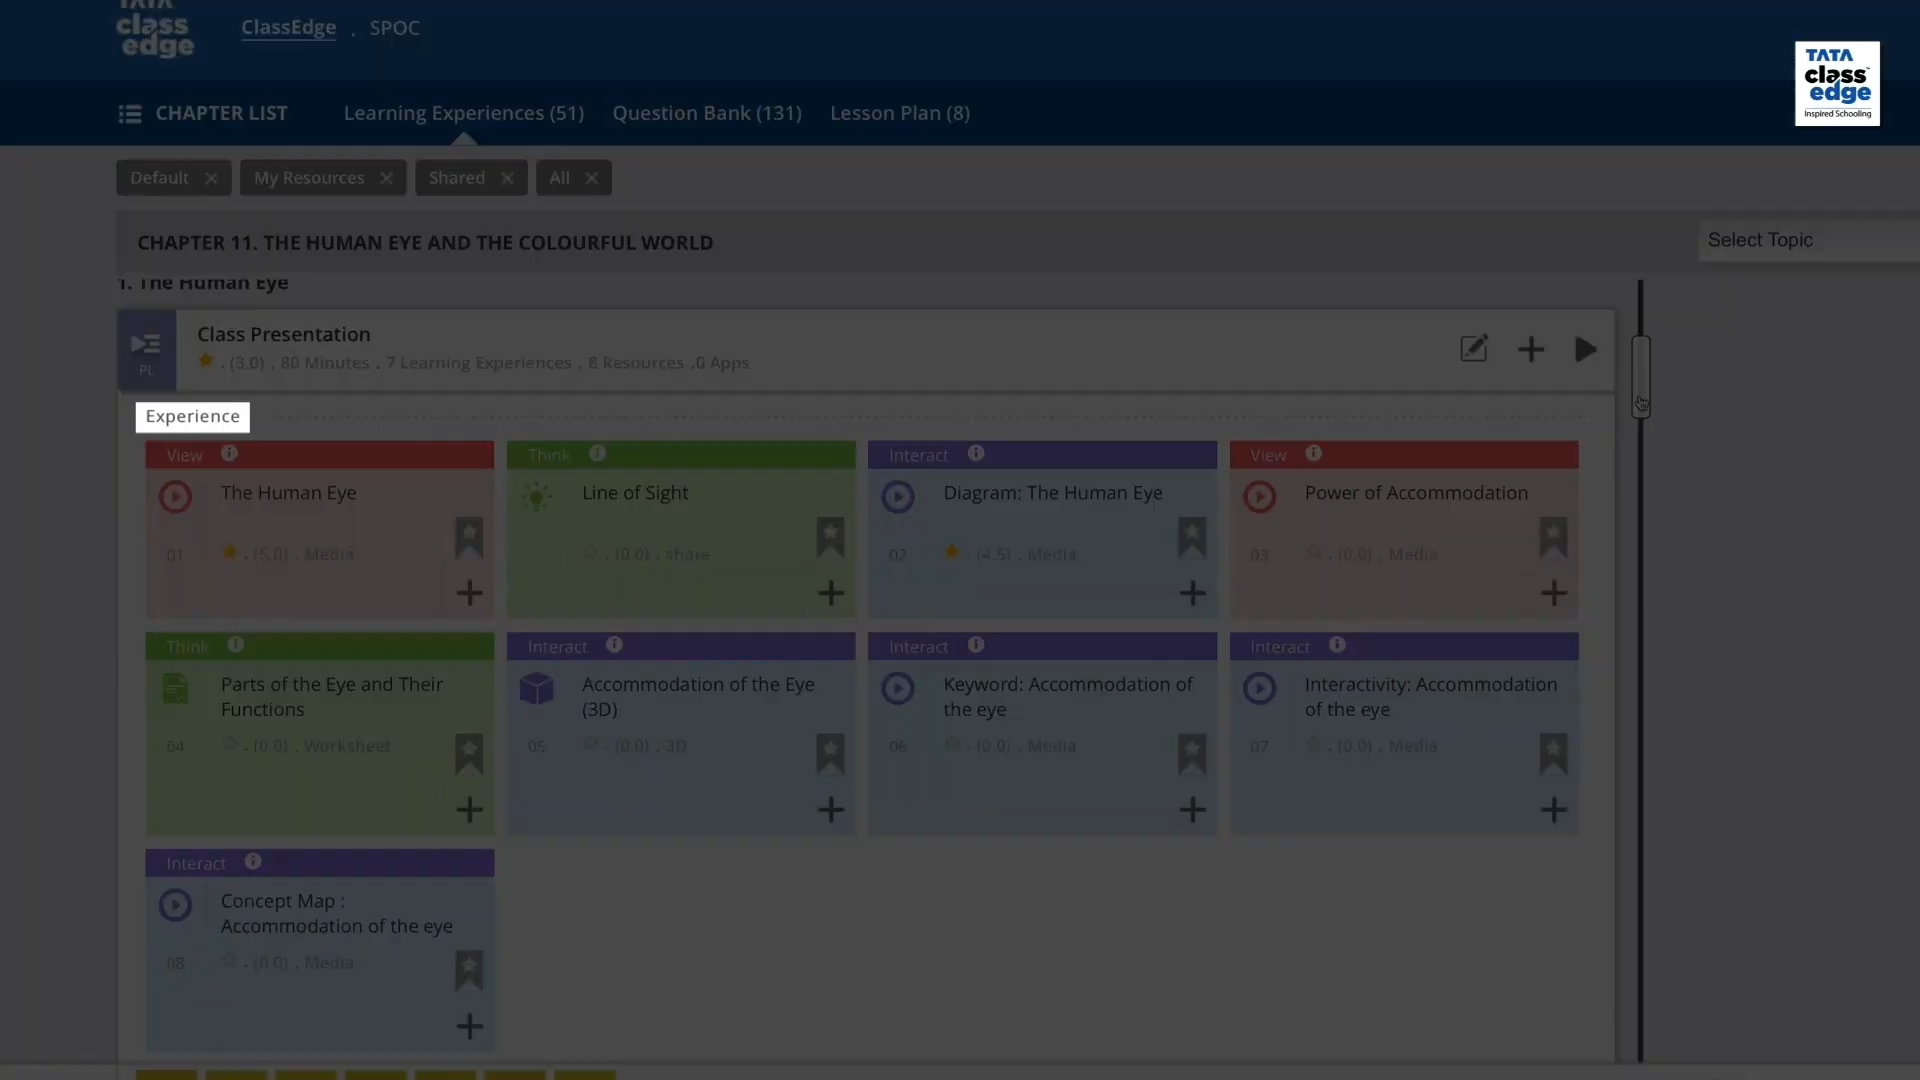 TATA
class
edge
ClassEdge . SPOC
TATA
class™
edge
Inspired Schooling
CHAPTER LIST
Learning Experiences (51)
Question Bank (131)
Lesson Plan (8)
Default
My Resources
Shared
All
CHAPTER 11. THE HUMAN EYE AND THE COLOURFUL WORLD
Select Topic
1. The Human Eye
Class Presentation
PL
. (3.0) . 80 Minutes . 7 Learning Experiences . 8 Resources .0 Apps
Experience
View
The Human Eye
01 . (5.0) . Media
Think
Line of Sight
. (0.0) . share
Interact
Diagram: The Human Eye
02 . (4.5) . Media
View
Power of Accommodation
03 . (0.0) . Media
Think
Parts of the Eye and Their
Functions
04 . (0.0) . Worksheet
Interact
Accommodation of the Eye
(3D)
05 . (0.0) . 3D
Interact
Keyword: Accommodation of
the eye
06 . (0.0) . Media
Interact
Interactivity: Accommodation
of the eye
07 . (0.0) . Media
Interact
Concept Map :
Accommodation of the eye
08 . (0.0) . Media